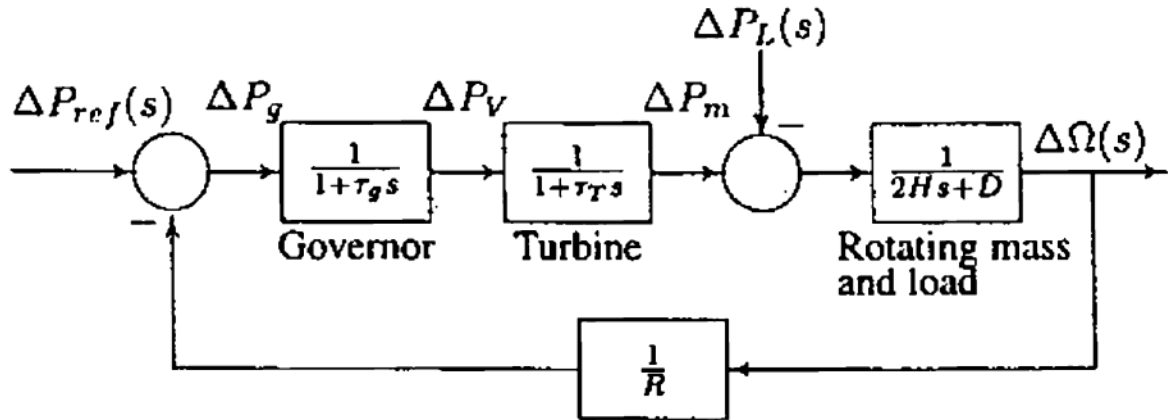 ΔP_L(s)
ΔP_ref(s)
ΔP_g
ΔP_V
ΔP_m
−
ΔΩ(s)
1/(1+τ_g s)
1/(1+τ_T s)
1/(2Hs+D)
−
Governor
Turbine
Rotating mass
and load
1/R